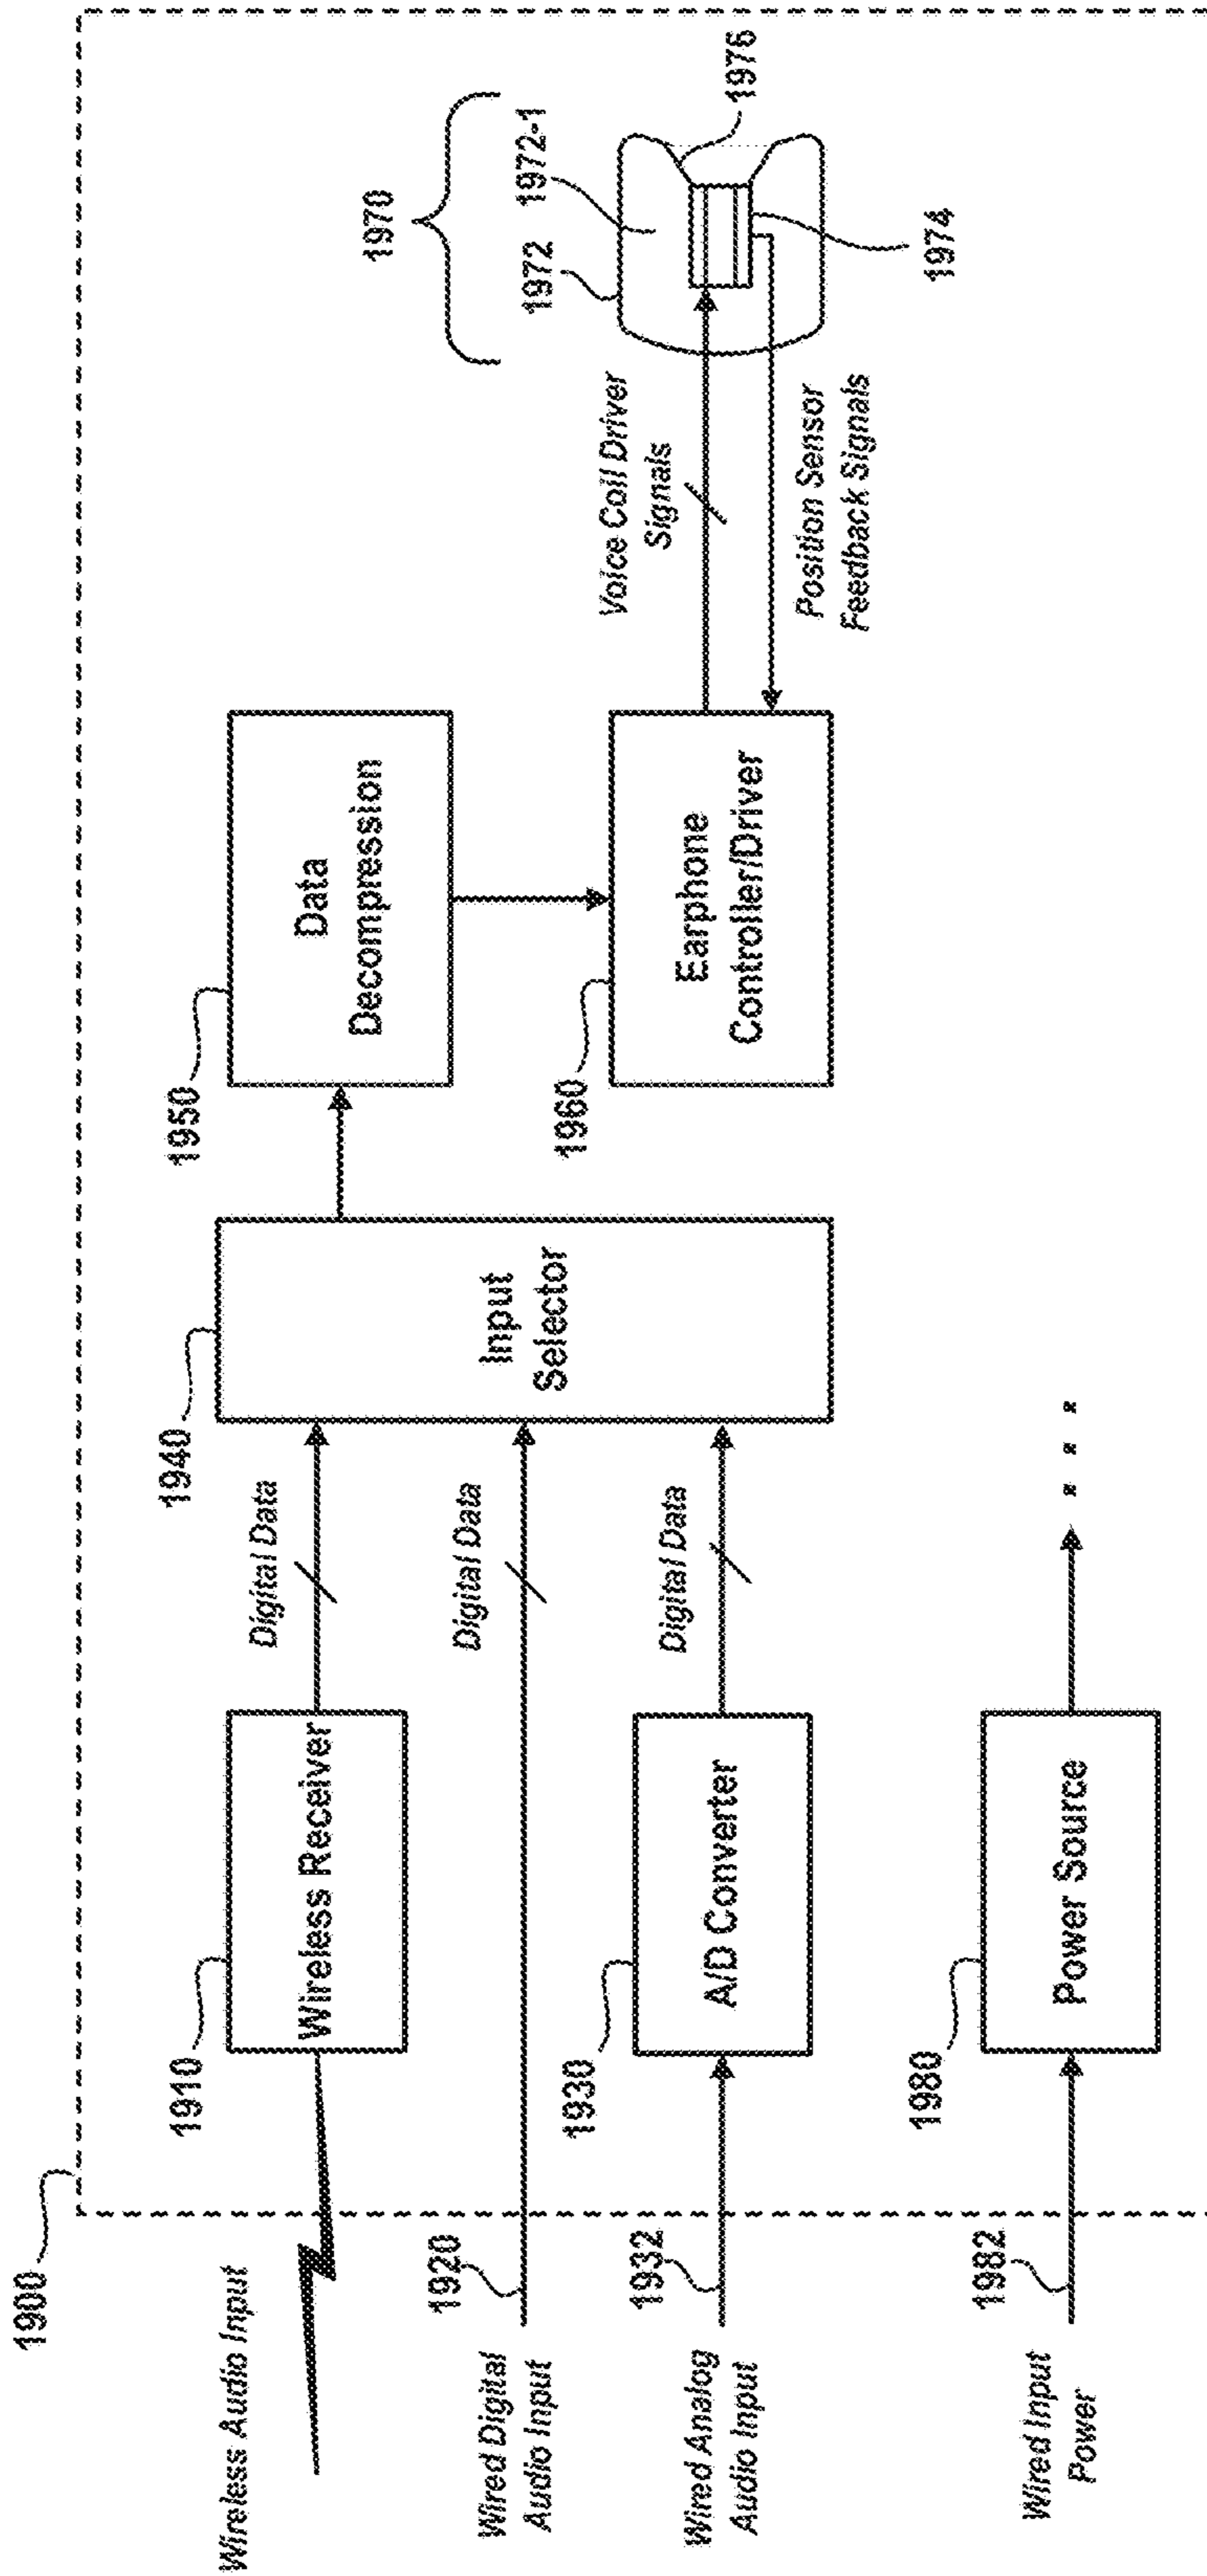 1900
Wireless Audio Input
1910
Wireless Receiver
Digital Data
1940
Input
Selector
1950
Data
Decompression
1970
1972
1972-1
1976
1974
Wired Digital
Audio Input
1920
Digital Data
Wired Analog
Audio Input
1932
1930
A/D Converter
Digital Data
1960
Earphone
Controller/Driver
Voice Coil Driver
Signals
Position Sensor
Feedback Signals
Wired Input
Power
1982
1980
Power Source